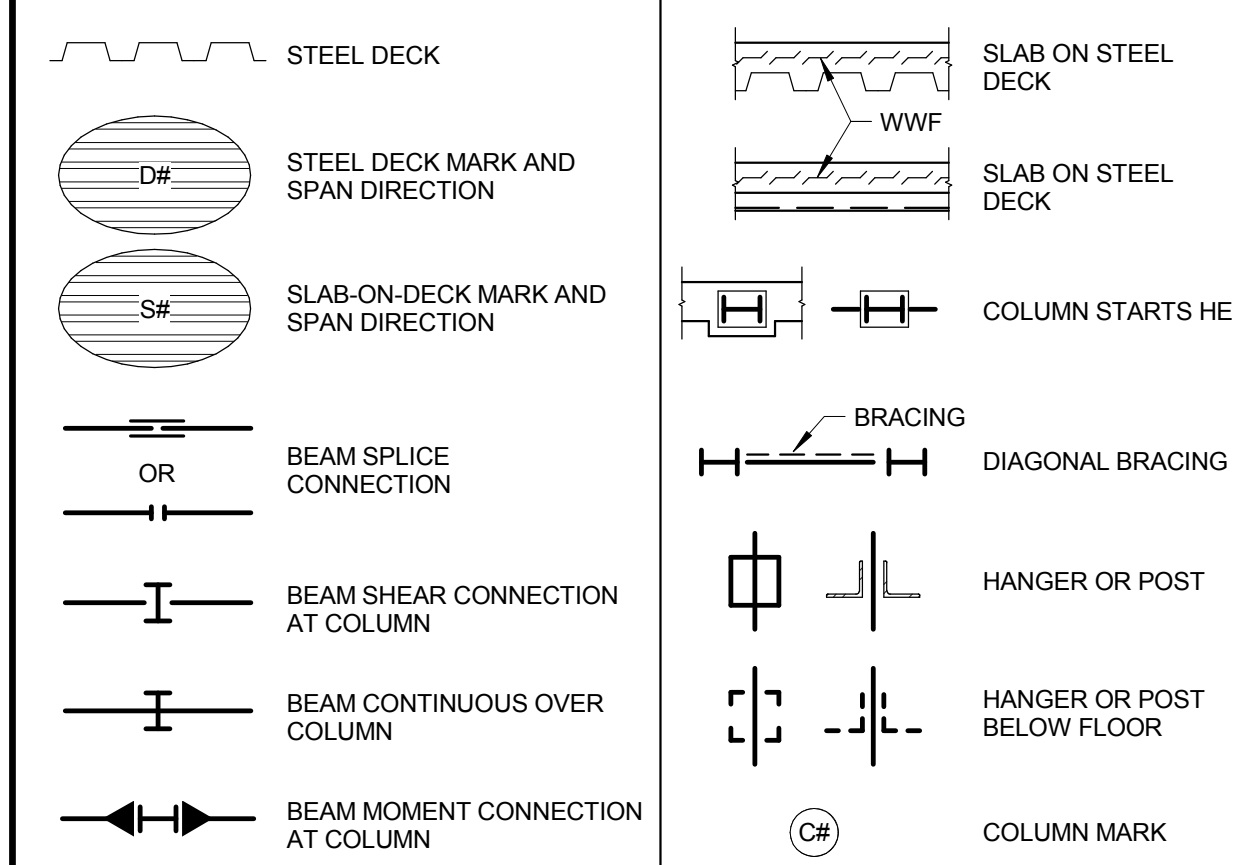 STEEL DECK
D#
STEEL DECK MARK AND
SPAN DIRECTION
S#
SLAB-ON-DECK MARK AND
SPAN DIRECTION
OR
BEAM SPLICE
CONNECTION
BEAM SHEAR CONNECTION
AT COLUMN
BEAM CONTINUOUS OVER
COLUMN
BEAM MOMENT CONNECTION
AT COLUMN
SLAB ON STEEL
DECK
WWF
SLAB ON STEEL
DECK
COLUMN STARTS HE
BRACING
DIAGONAL BRACING
HANGER OR POST
HANGER OR POST
BELOW FLOOR
C#
COLUMN MARK